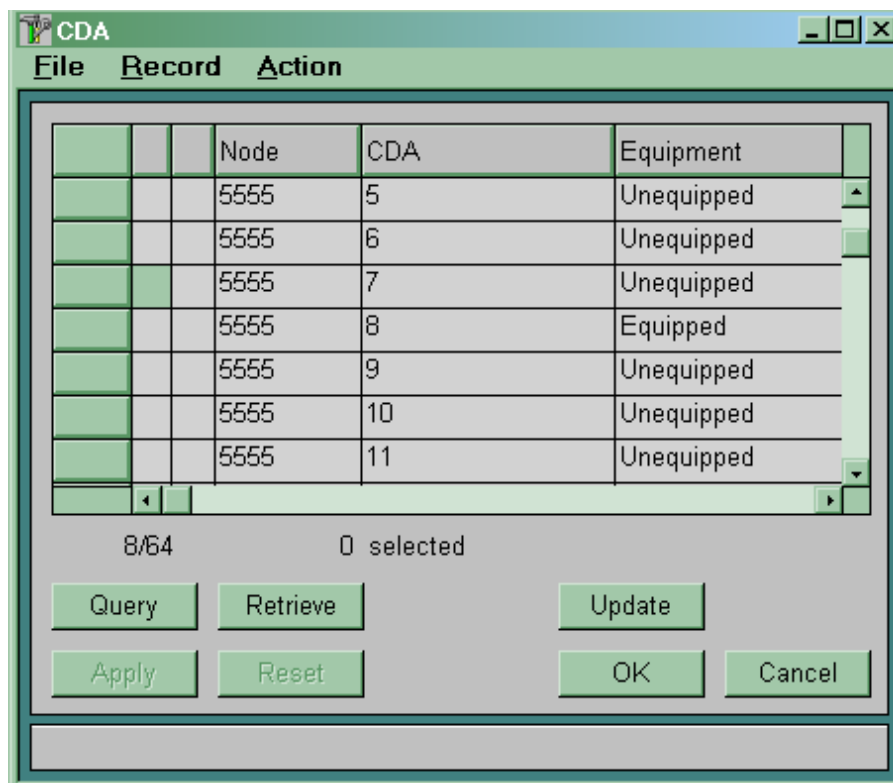 CDA
File Record Action
Node CDA Equipment
5555 5 Unequipped
5555 6 Unequipped
5555 7 Unequipped
5555 8 Equipped
5555 9 Unequipped
5555 10 Unequipped
5555 11 Unequipped
8/64 0 selected
Query Retrieve Update
Apply Reset OK Cancel